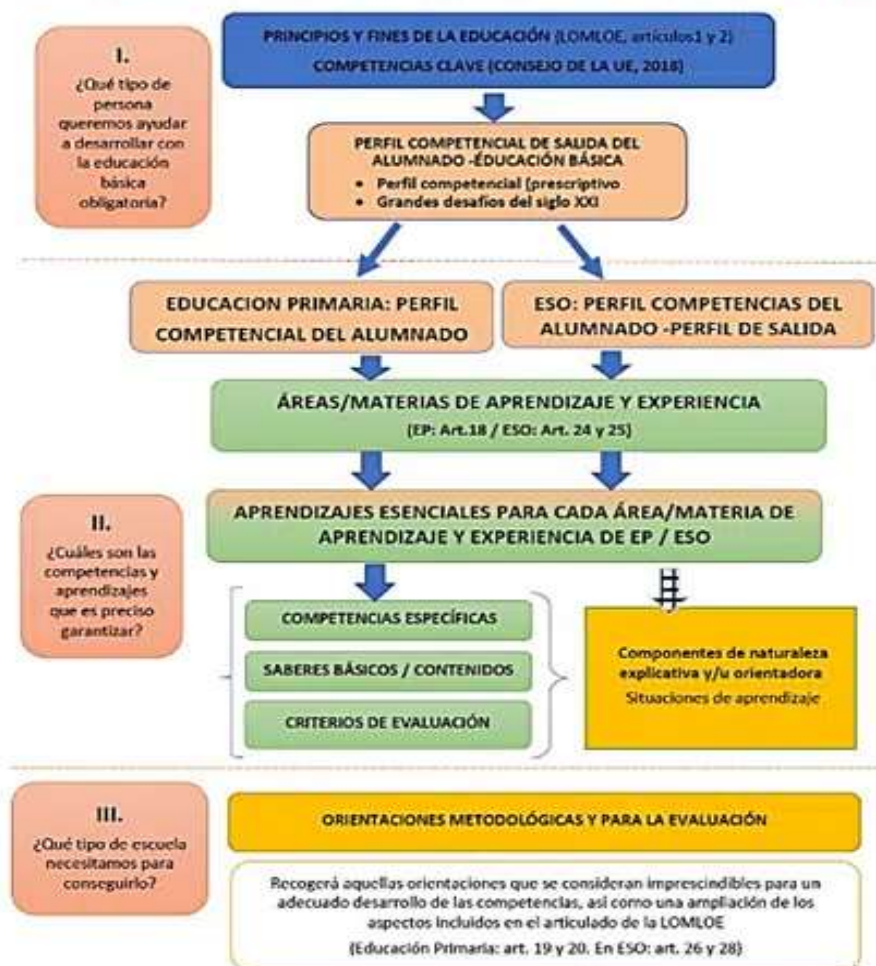 I.
¿Qué tipo de
persona
queremos ayudar
a desarrollar con
la educación
básica
obligatoria?
PRINCIPIOS Y FINES DE LA EDUCACIÓN (LOMLOE, artículos1 y 2)
COMPETENCIAS CLAVE (CONSEJO DE LA UE, 2018)
PERFIL COMPETENCIAL DE SALIDA DEL
ALUMNADO -ÉDUCACIÓN BÁSICA
• Perfil competencial (prescriptivo
• Grandes desafíos del siglo XXI
EDUCACION PRIMARIA: PERFIL
COMPETENCIAL DEL ALUMNADO
ESO: PERFIL COMPETENCIAS DEL
ALUMNADO -PERFIL DE SALIDA
ÁREAS/MATERIAS DE APRENDIZAJE Y EXPERIENCIA
(EP: Art.18 / ESO: Art. 24 y 25)
APRENDIZAJES ESENCIALES PARA CADA ÁREA/MATERIA DE
APRENDIZAJE Y EXPERIENCIA DE EP / ESO
II.
¿Cuáles son las
competencias y
aprendizajes
que es preciso
garantizar?
COMPETENCIAS ESPECÍFICAS
SABERES BÁSICOS / CONTENIDOS
CRITERIOS DE EVALUACIÓN
Componentes de naturaleza
explicativa y/u orientadora
Situaciones de aprendizaje
III.
¿Qué tipo de escuela
necesitamos para
conseguirlo?
ORIENTACIONES METODOLÓGICAS Y PARA LA EVALUACIÓN
Recogerá aquellas orientaciones que se consideran imprescindibles para un
adecuado desarrollo de las competencias, así como una ampliación de los
aspectos incluidos en el articulado de la LOMLOE
(Educación Primaria: art. 19 y 20. En ESO: art. 26 y 28)